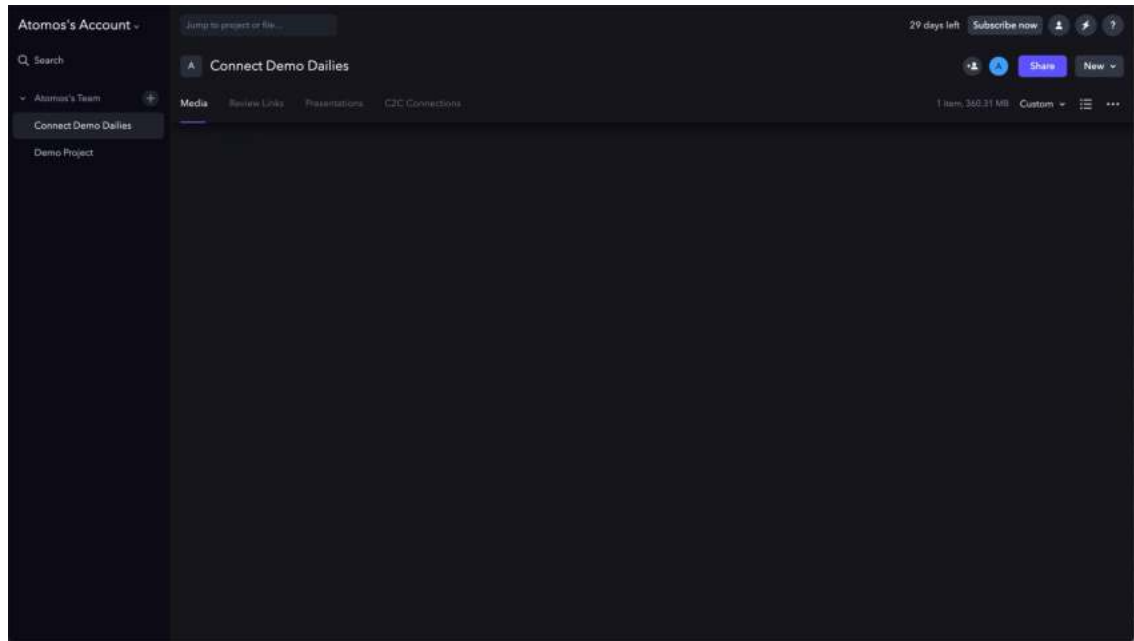 Atomos's Account
Jump to project or file...
29 days left Subscribe now ?
Search
A Connect Demo Dailies
A Share New
Atomos's Team +
Media Review Links Presentations C2C Connections
1 Item, 360.31 MB Custom
Connect Demo Dailies
Demo Project